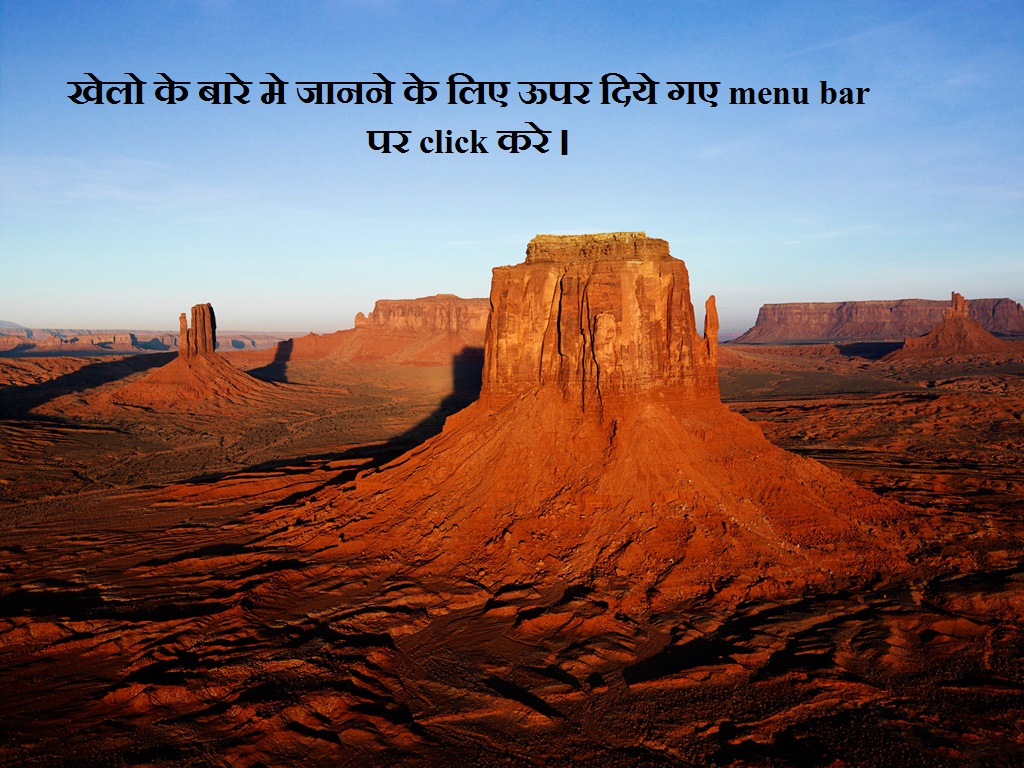 खेलो के बारे मे जानने के लिए ऊपर दिये गए menu bar
पर click करे ।